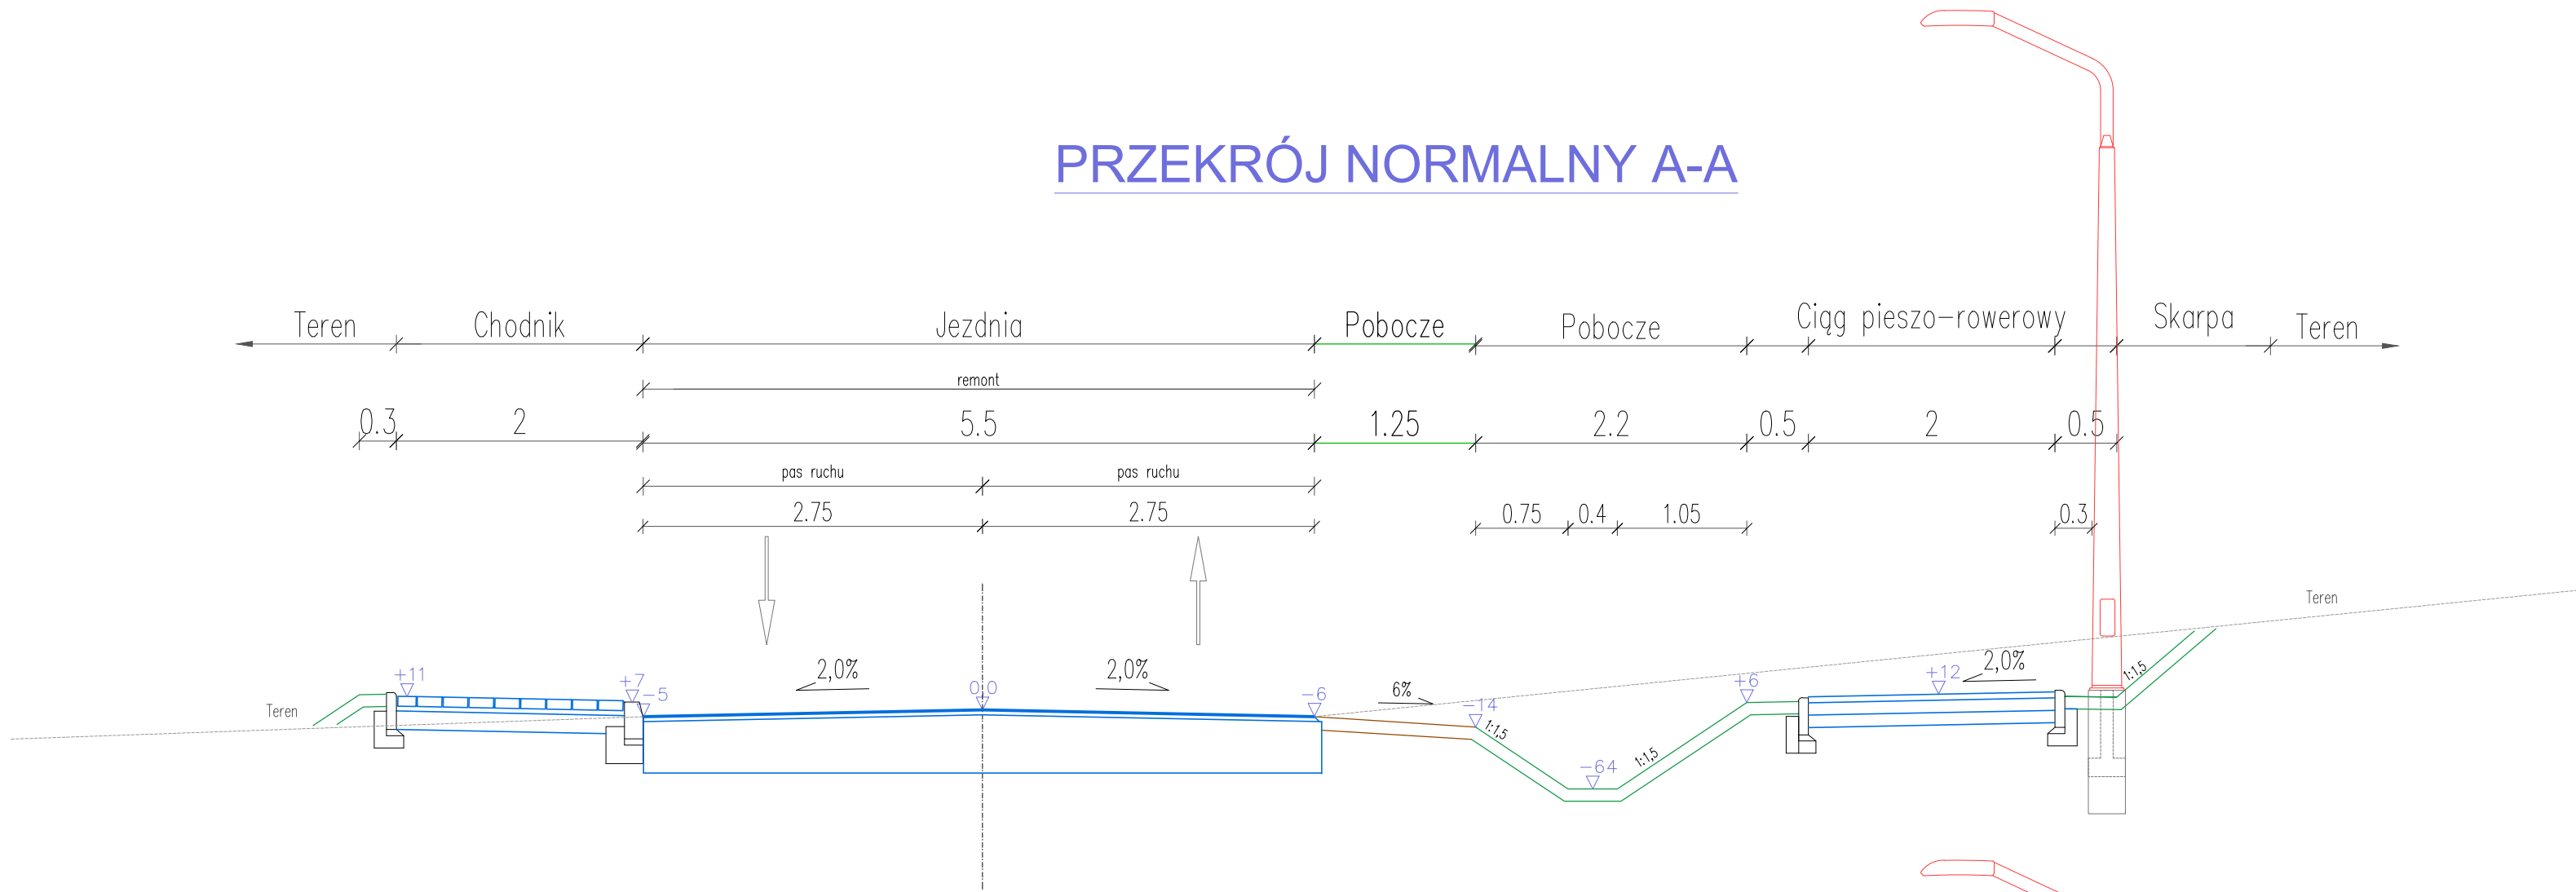 PRZEKRÓJ NORMALNY A-A
Teren Chodnik Jezdnia Pobocze Pobocze Ciąg pieszo-rowerowy Skarpa Teren
remont
0.3 2 5.5 1.25 2.2 0.5 2 0.5
pas ruchu pas ruchu
2.75 2.75 0.75 0.4 1.05 0.3
Teren
2,0% 2,0% 2,0%
+11 +7 -5 0,0 6% -6 -14 +6 +12
1:1,5 1:1,5 1:1,5
Teren
-64